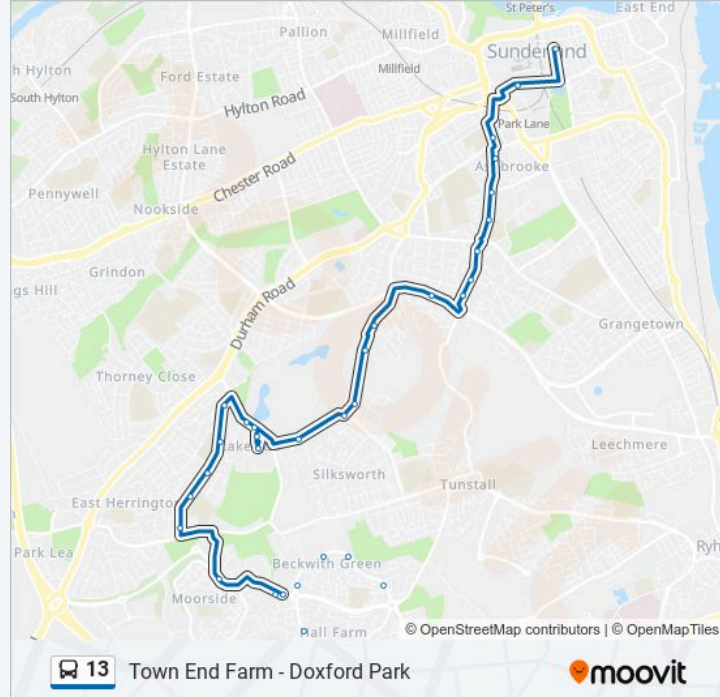 St Peter's
East End
Pallion
Millfield
Sunderland
h Hylton
Ford Estate
Millfield
South Hylton
Hylton Road
Park Lane
Hylton Lane
Estate
Chester Road
Pennywell
Nookside
Grindon
gs Hill
Durham Road
Grangetown
Thorney Close
Leechmere
Silksworth
Tunstall
East Herrington
Park Lea
Ryh
Beckwith Green
Moorside
Hall Farm
© OpenStreetMap contributors | © OpenMapTiles
13 Town End Farm - Doxford Park
moovit